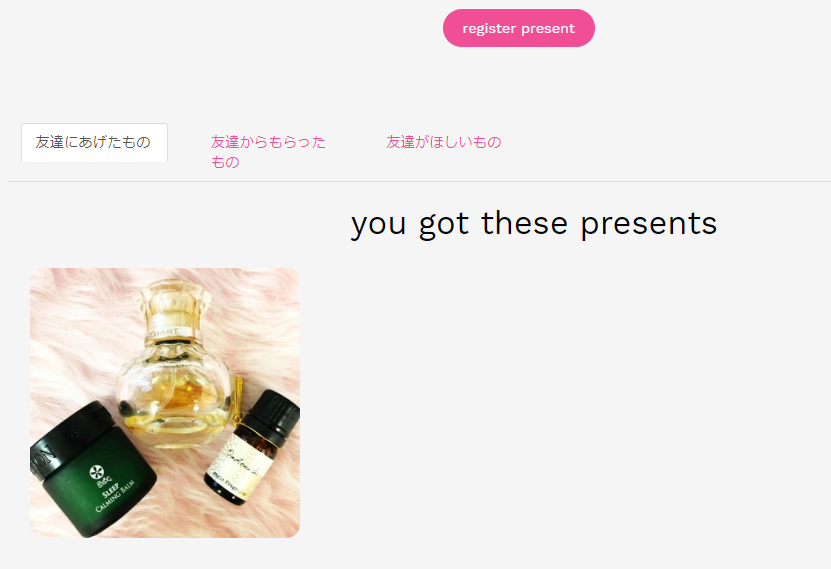 register present
友達にあげたもの
友達からもらった
もの
友達がほしいもの
you got these presents
SLEEP
CALMING BALM